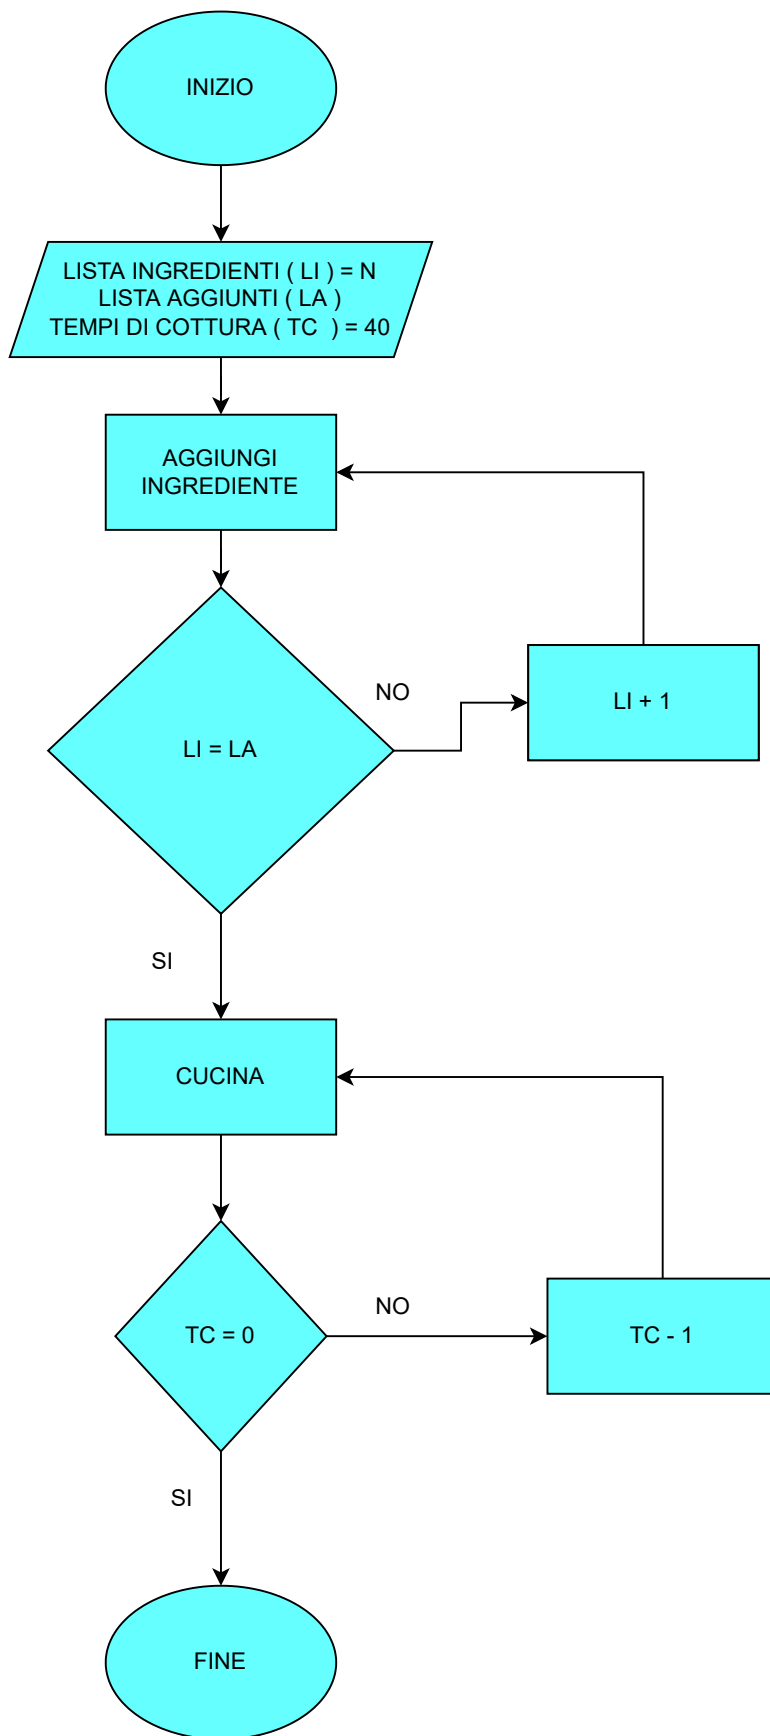 INIZIO
LISTA INGREDIENTI ( LI ) = N
LISTA AGGIUNTI ( LA )
TEMPI DI COTTURA ( TC  ) = 40
AGGIUNGI
INGREDIENTE
NO
LI + 1
LI = LA
SI
CUCINA
NO
TC = 0
TC - 1
SI
FINE